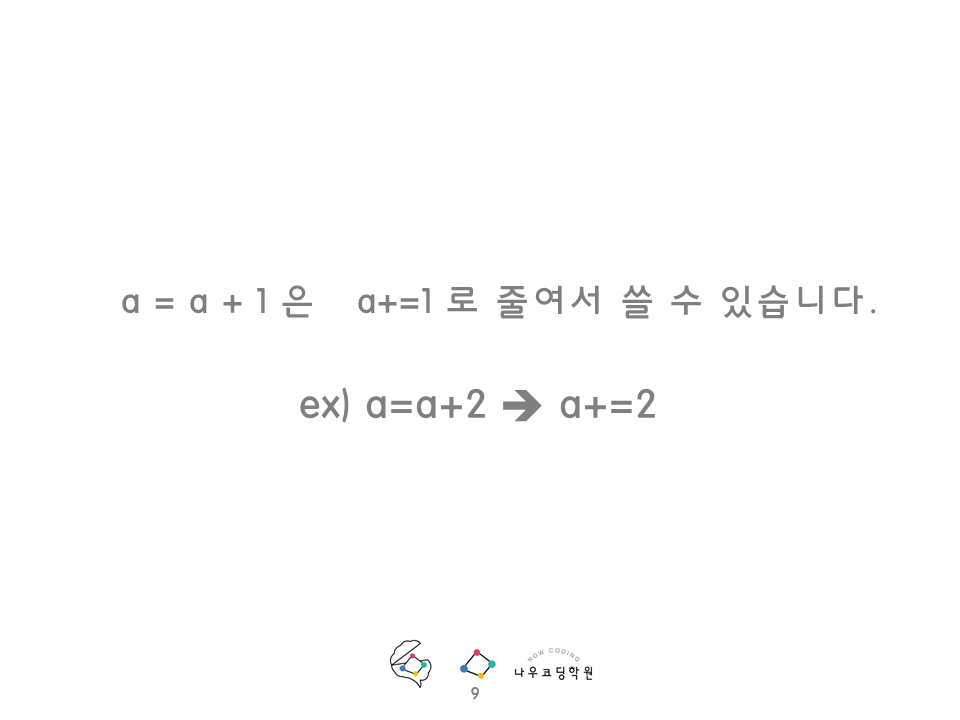 a = a + 1 은 a+=1 로 줄여서 쓸 수 있습니다.
ex) a=a+2 ➔ a+=2
NOW CODING
나우코딩학원
9